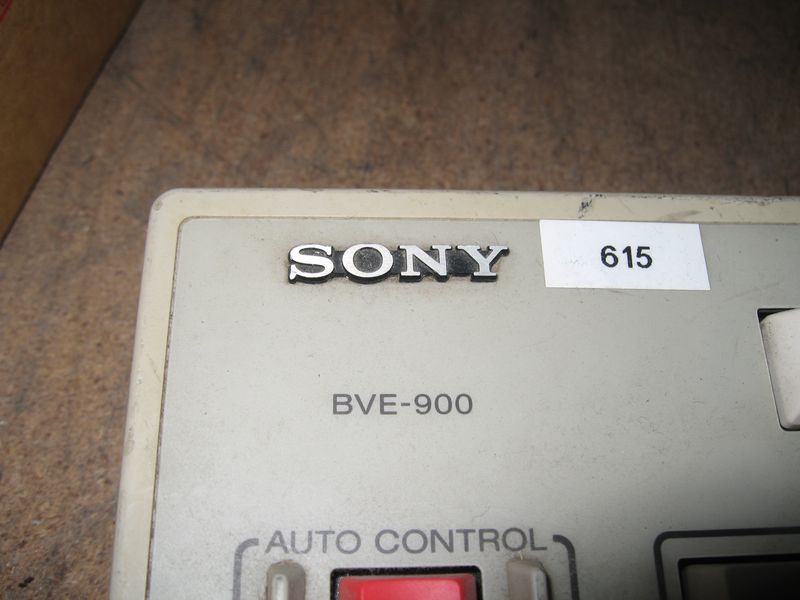 SONY
615
BVE-900
AUTO CONTROL